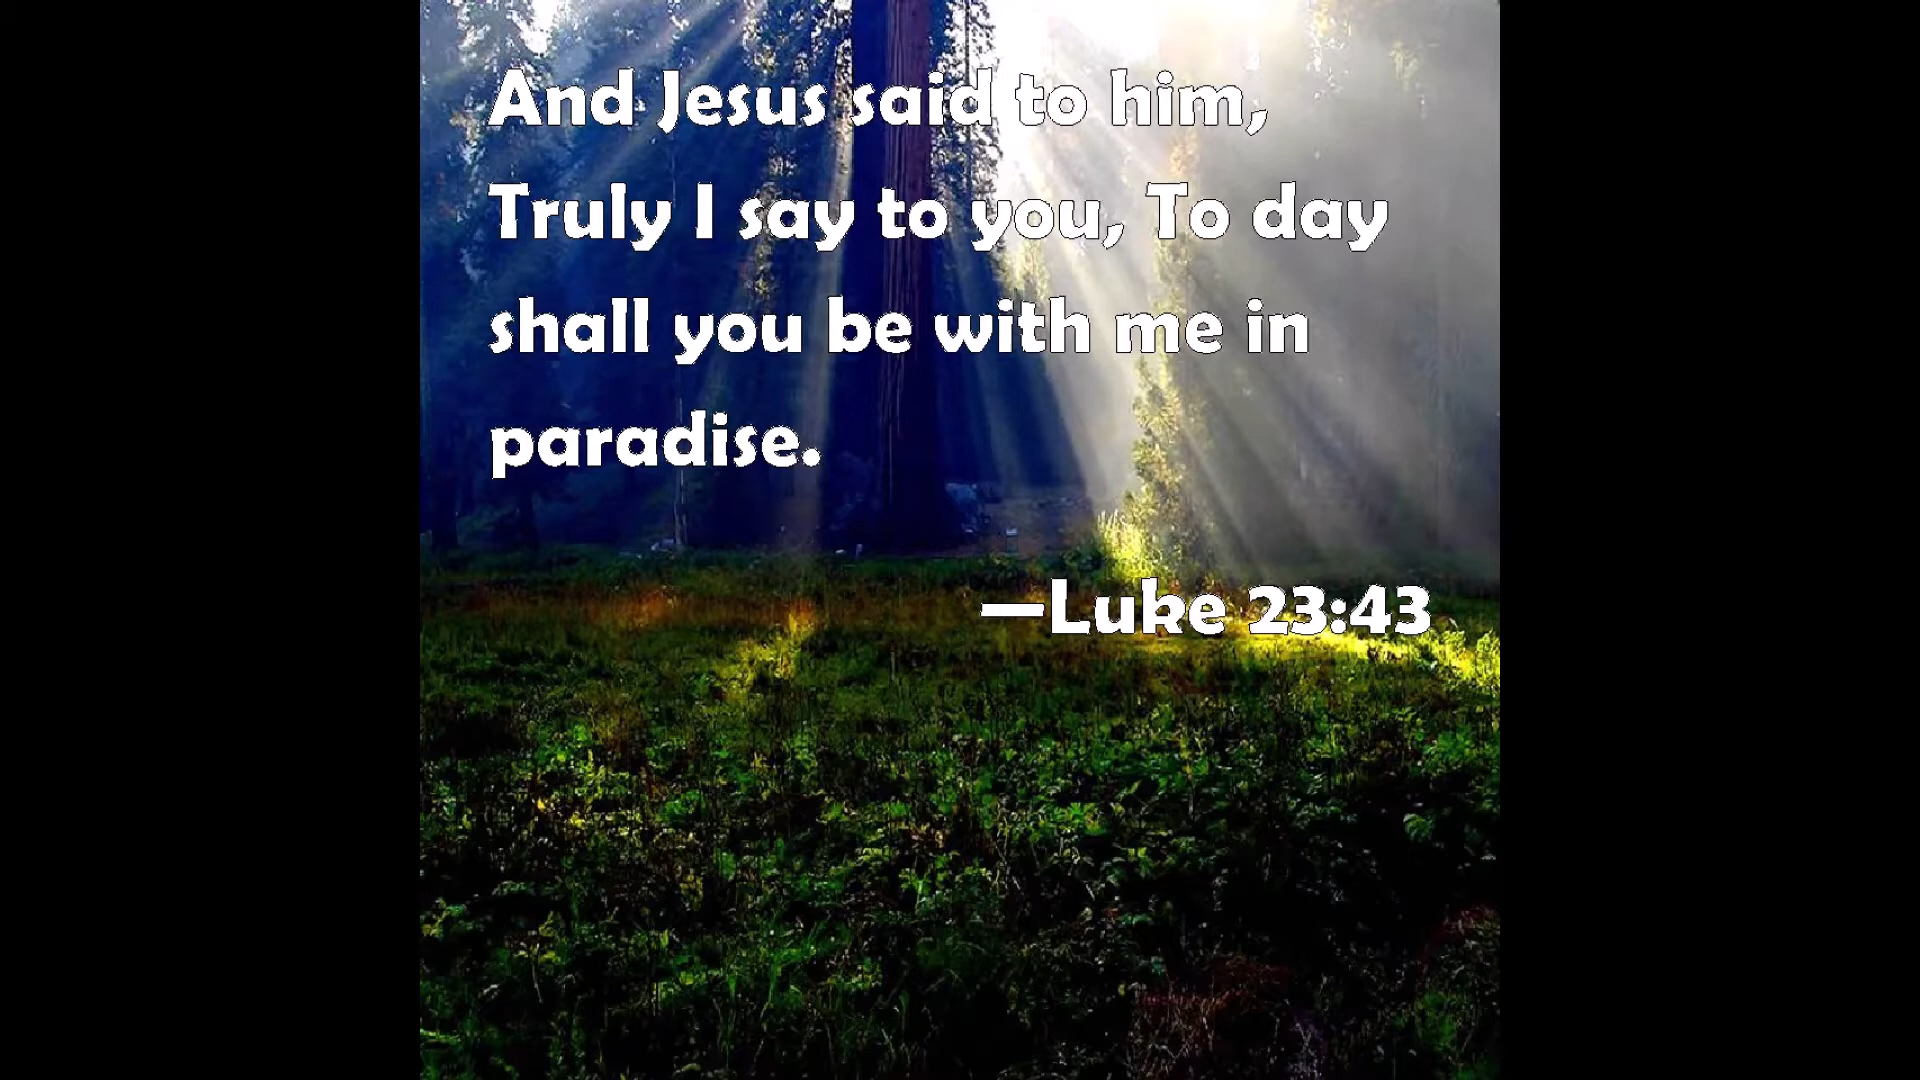 And Jesus said to him,
Truly I say to you, To day
shall you be with me in
paradise.
—Luke 23:43